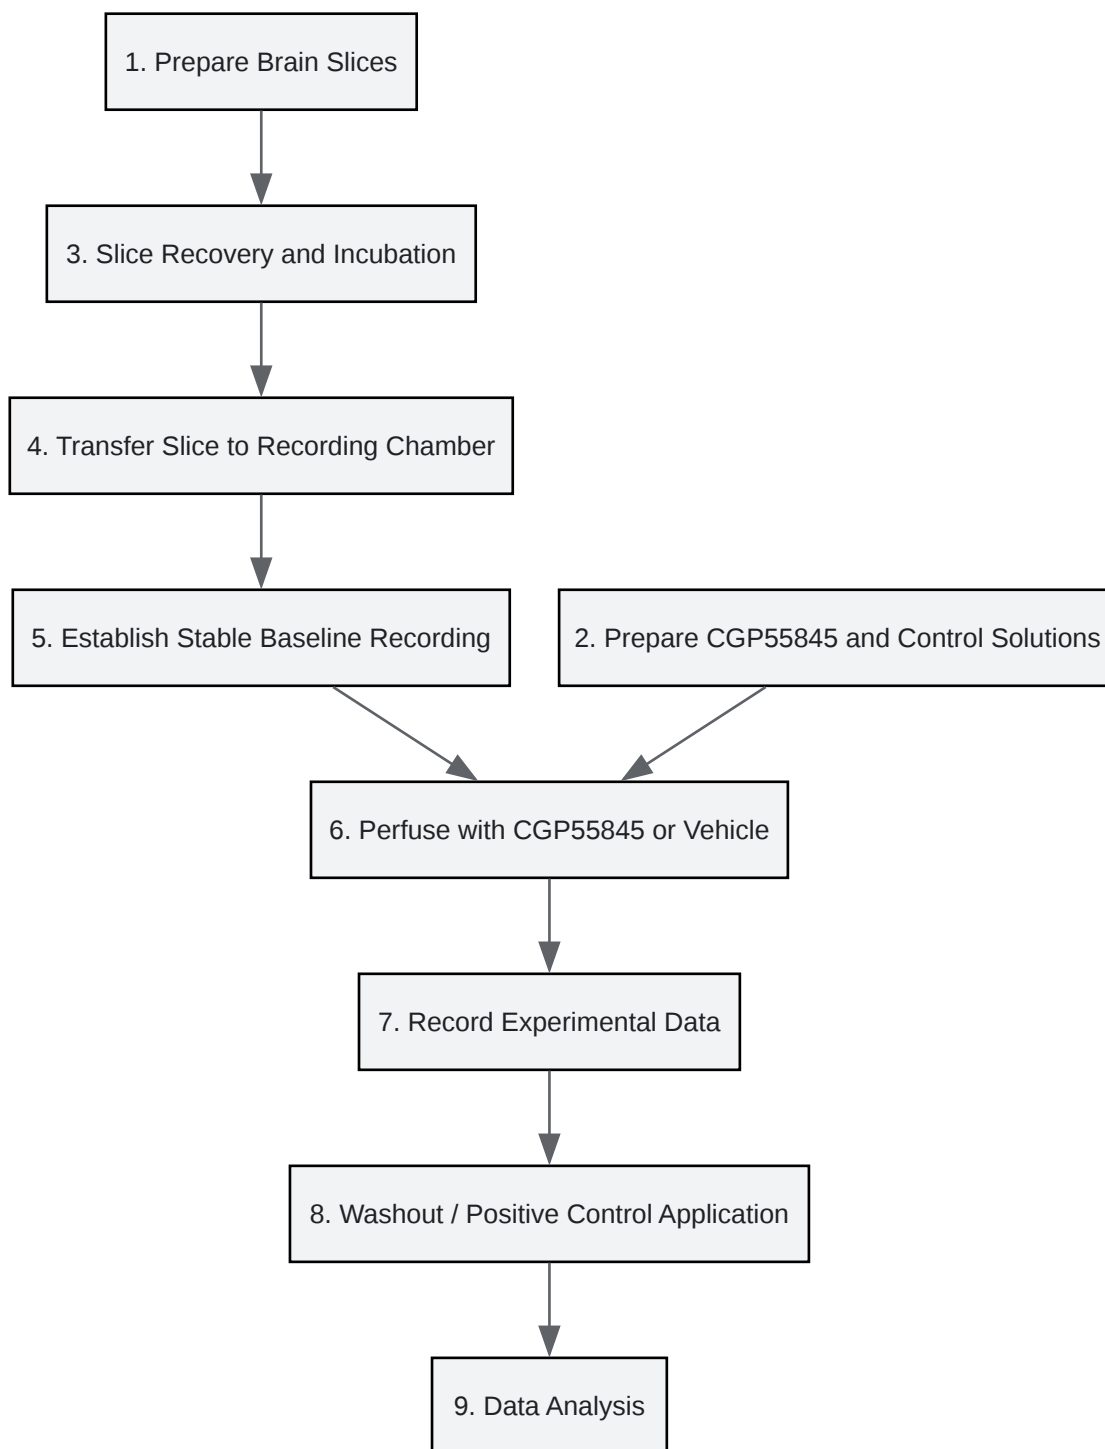 1. Prepare Brain Slices
3. Slice Recovery and Incubation
4. Transfer Slice to Recording Chamber
5. Establish Stable Baseline Recording
2. Prepare CGP55845 and Control Solutions
6. Perfuse with CGP55845 or Vehicle
7. Record Experimental Data
8. Washout / Positive Control Application
9. Data Analysis